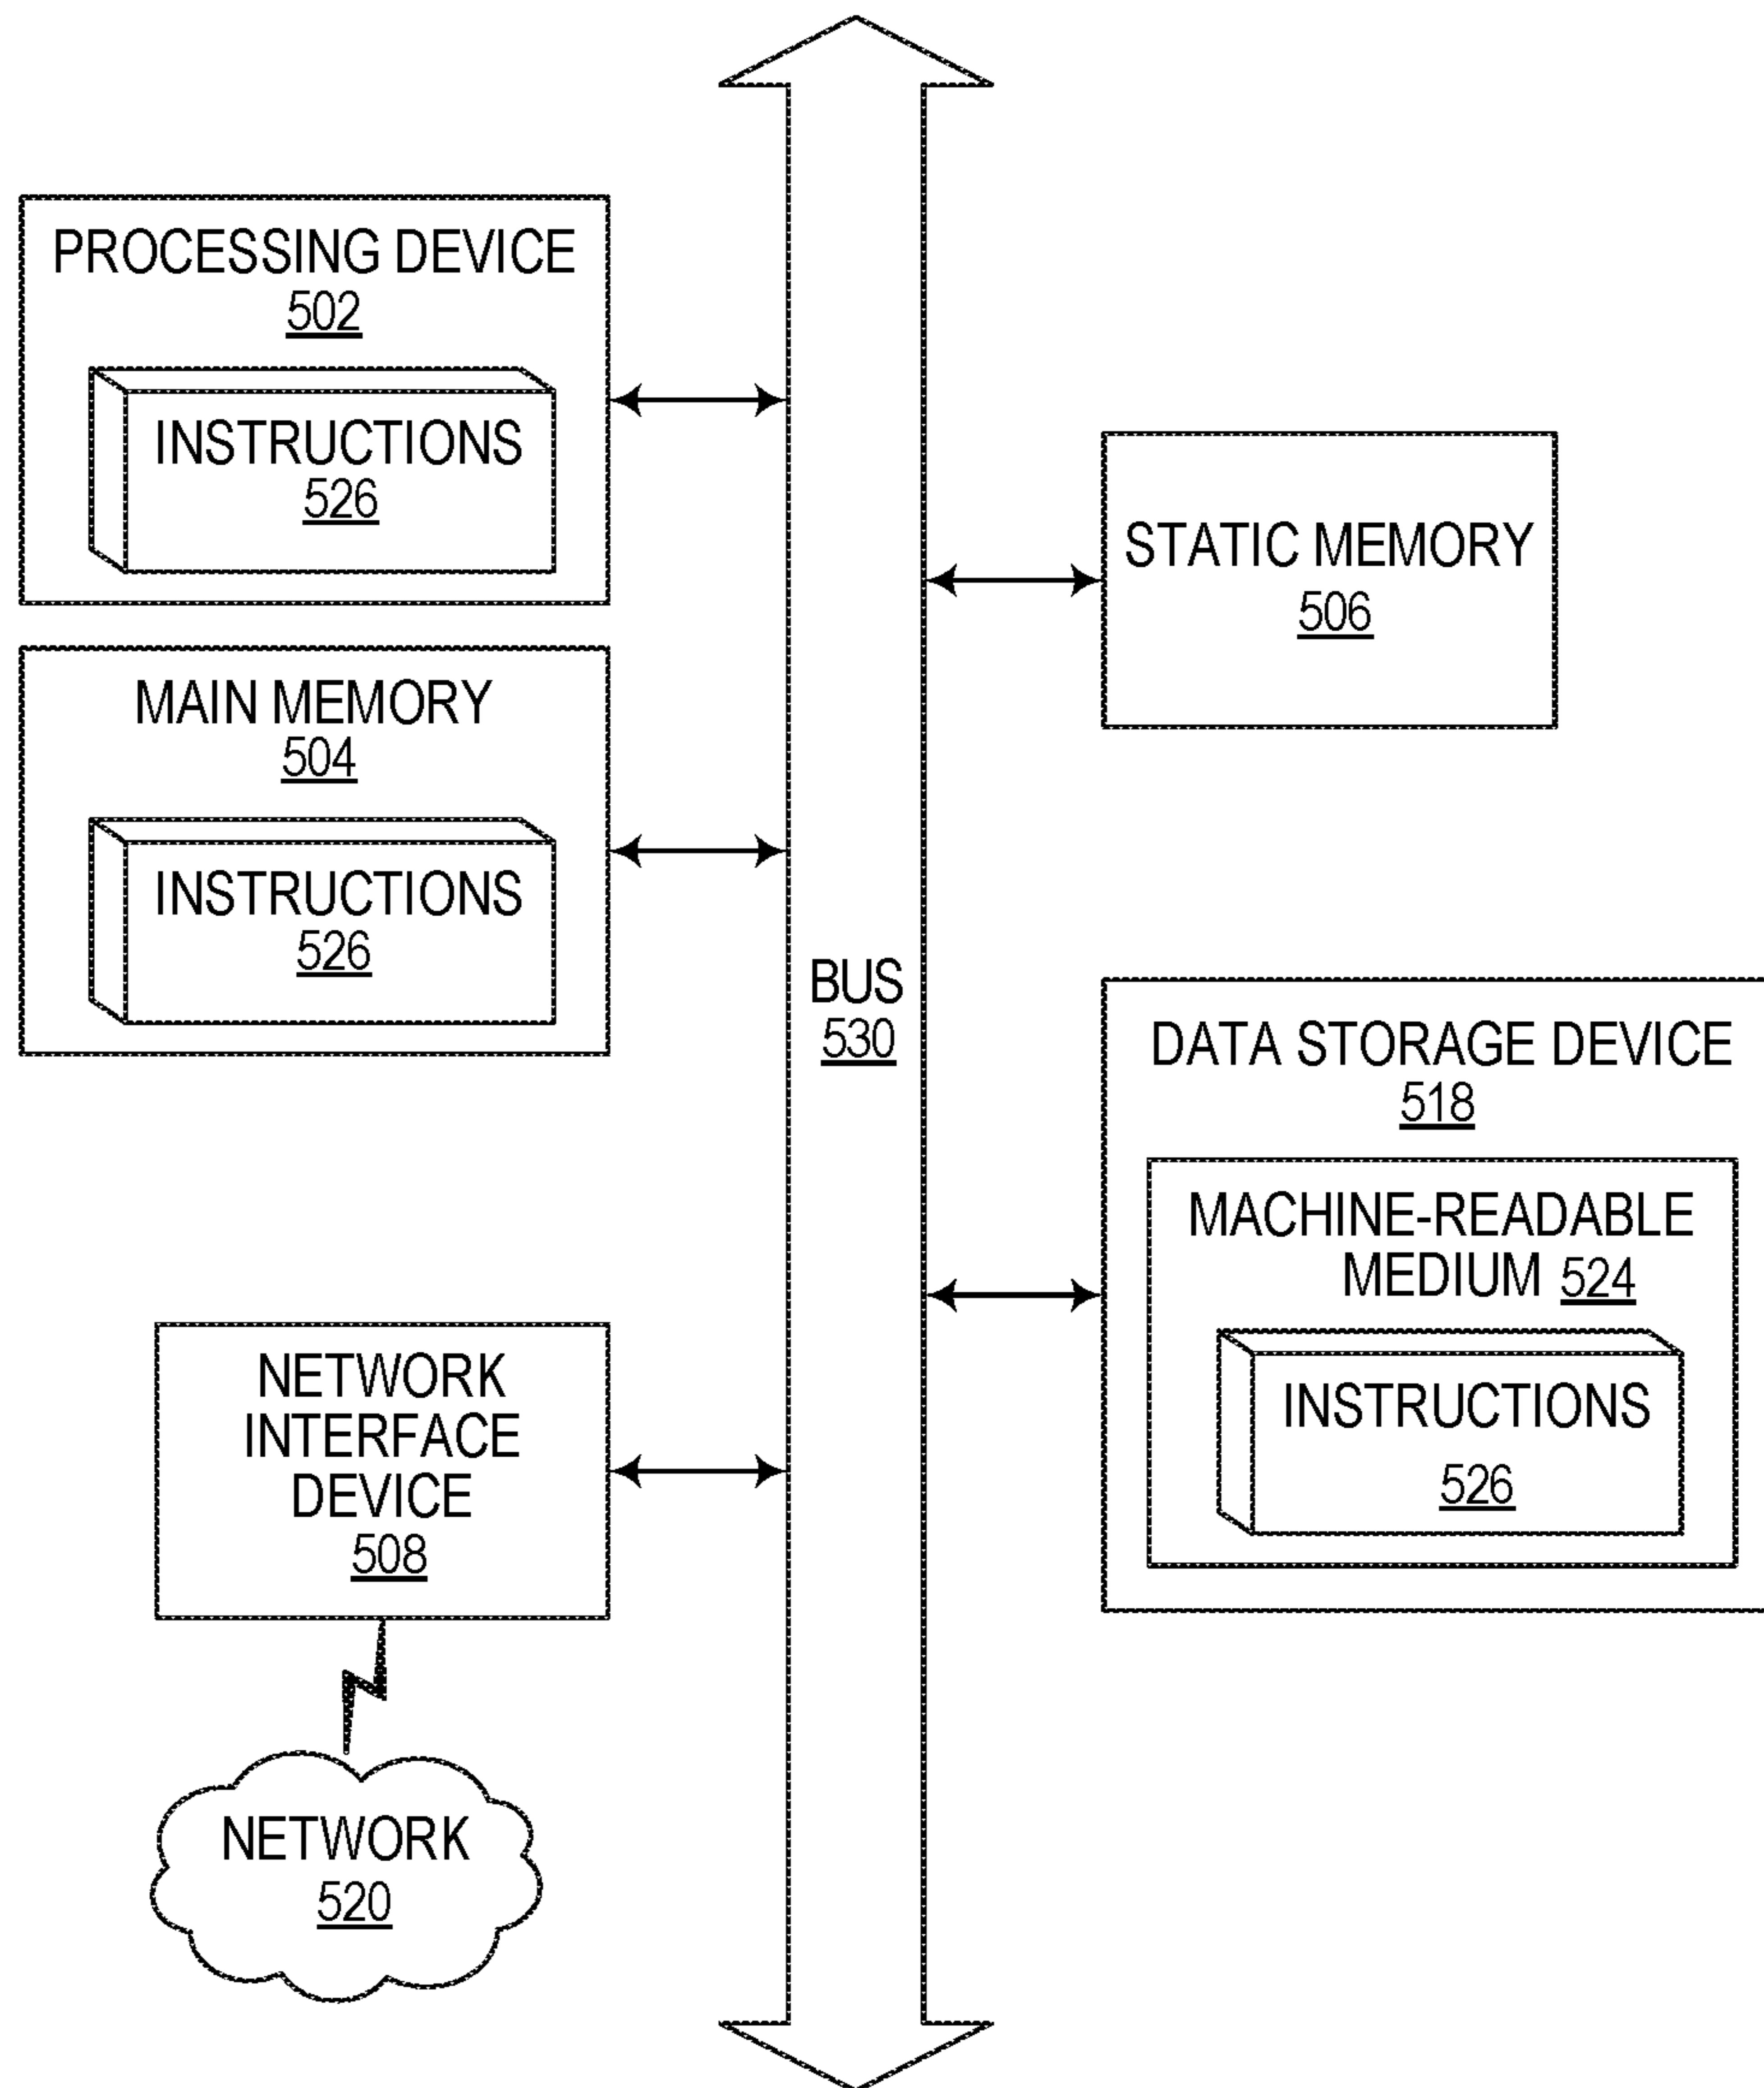 PROCESSING DEVICE
502
INSTRUCTIONS
526
MAIN MEMORY
504
INSTRUCTIONS
526
NETWORK
INTERFACE
DEVICE
508
NETWORK
520
BUS
530
STATIC MEMORY
506
DATA STORAGE DEVICE
518
MACHINE-READABLE
MEDIUM 524
INSTRUCTIONS
526